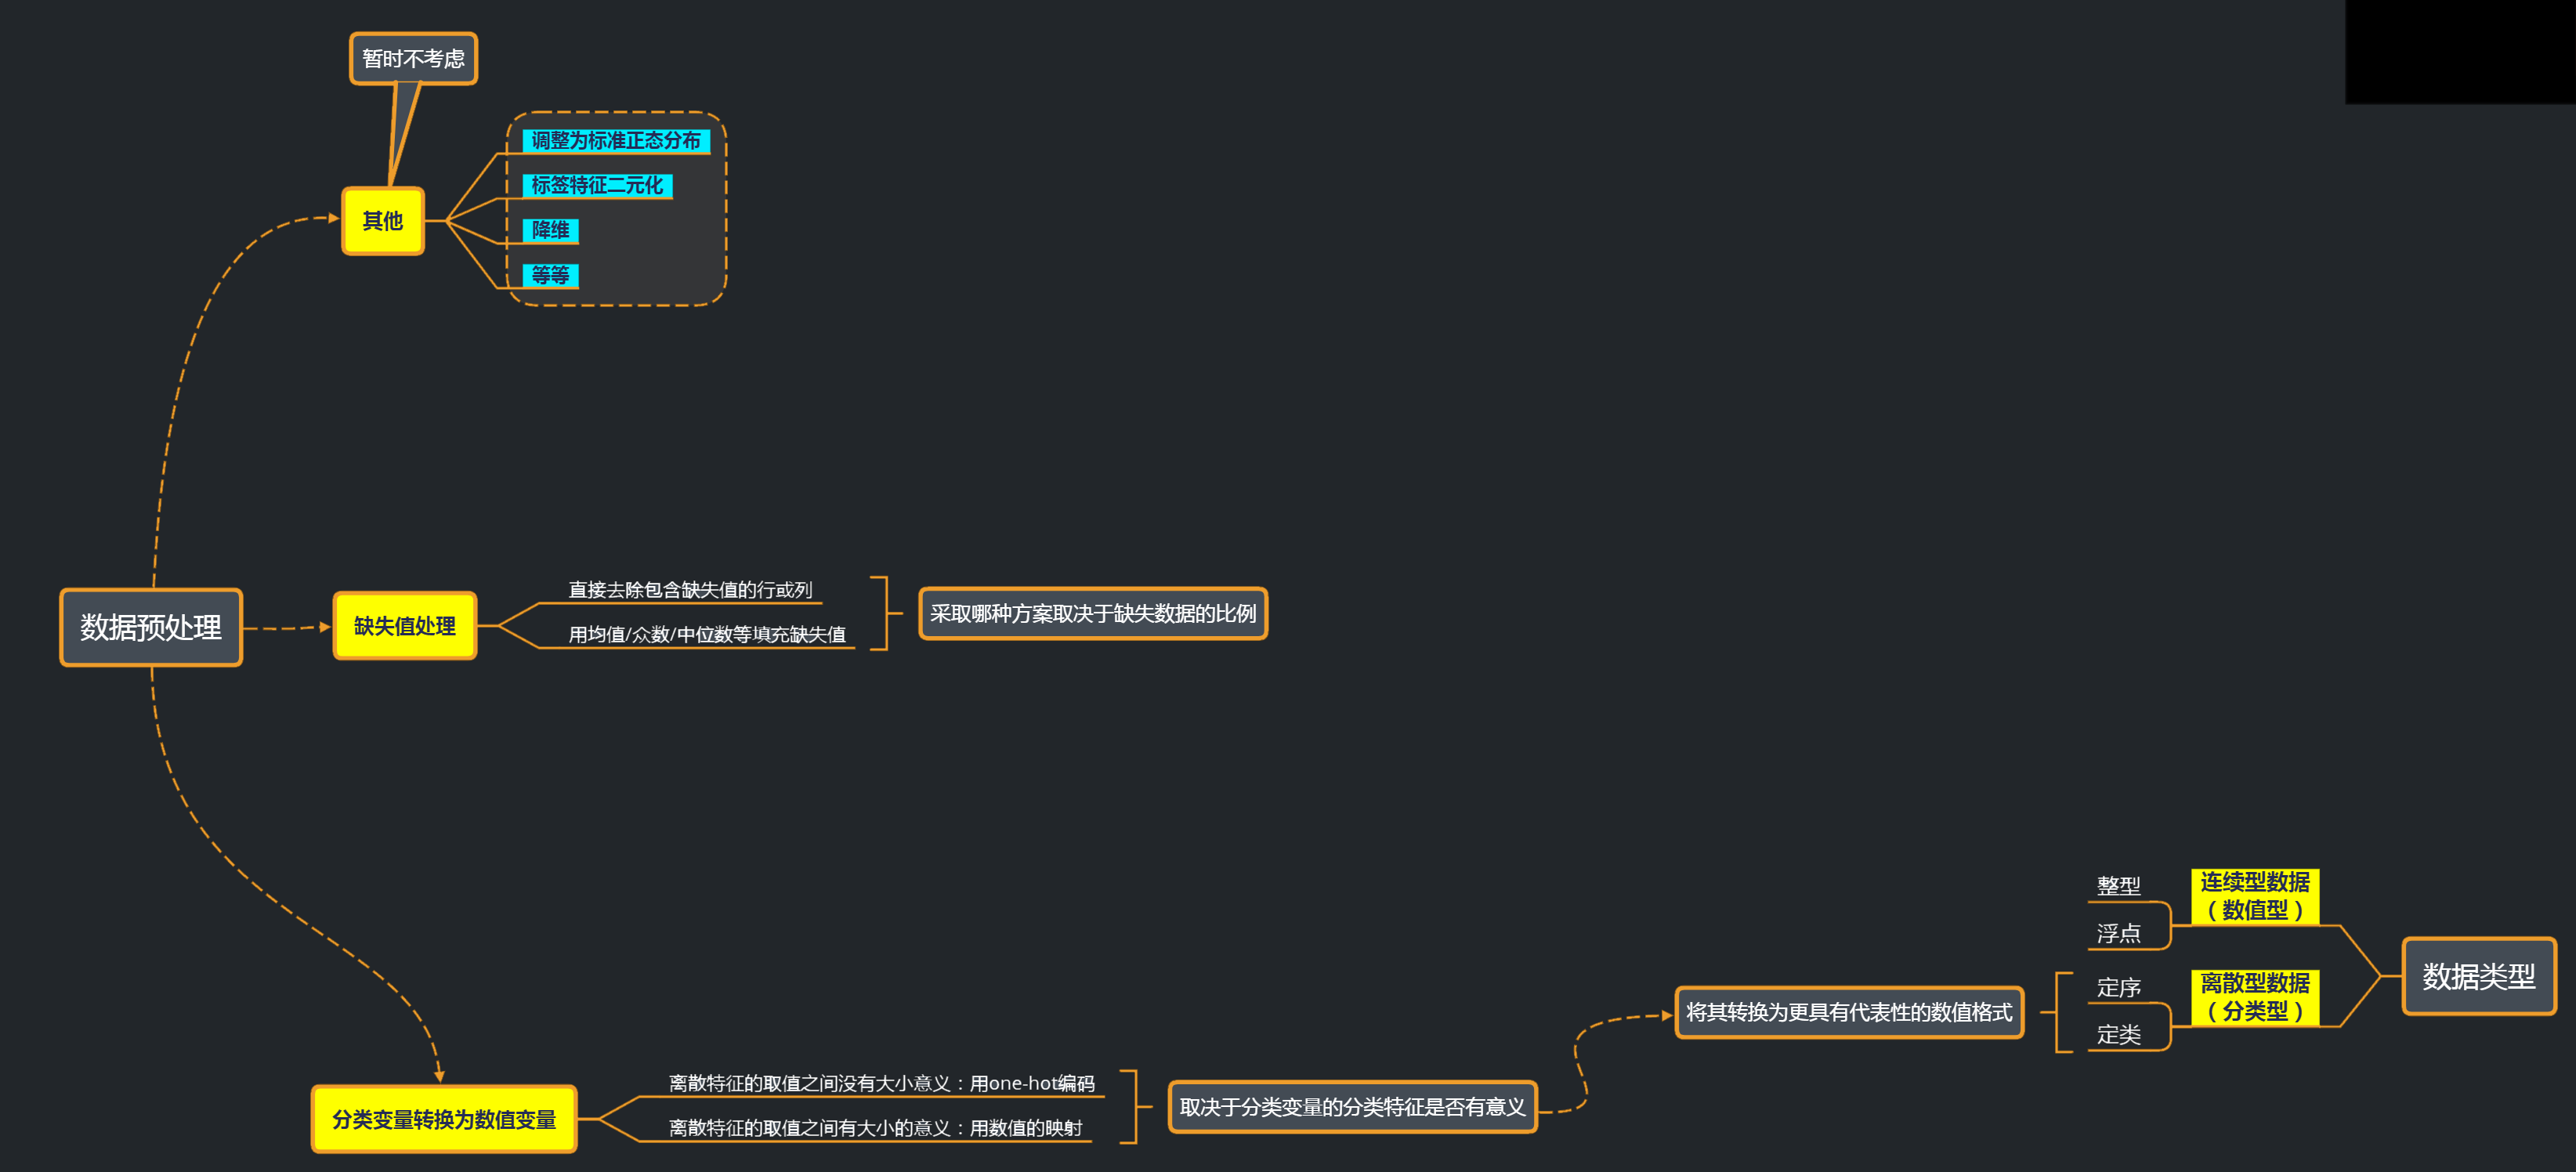 暂时不考虑
调整为标准正态分布
标签特征二元化
其他
降维
等等
直接去除包含缺失值的行或列
数据预处理
缺失值处理
采取哪种方案取决于缺失数据的比例
用均值/众数/中位数等填充缺失值
整型
连续型数据
（数值型）
浮点
数据类型
定序
离散型数据
（分类型）
将其转换为更具有代表性的数值格式
定类
离散特征的取值之间没有大小意义：用one-hot编码
分类变量转换为数值变量
取决于分类变量的分类特征是否有意义
离散特征的取值之间有大小的意义：用数值的映射